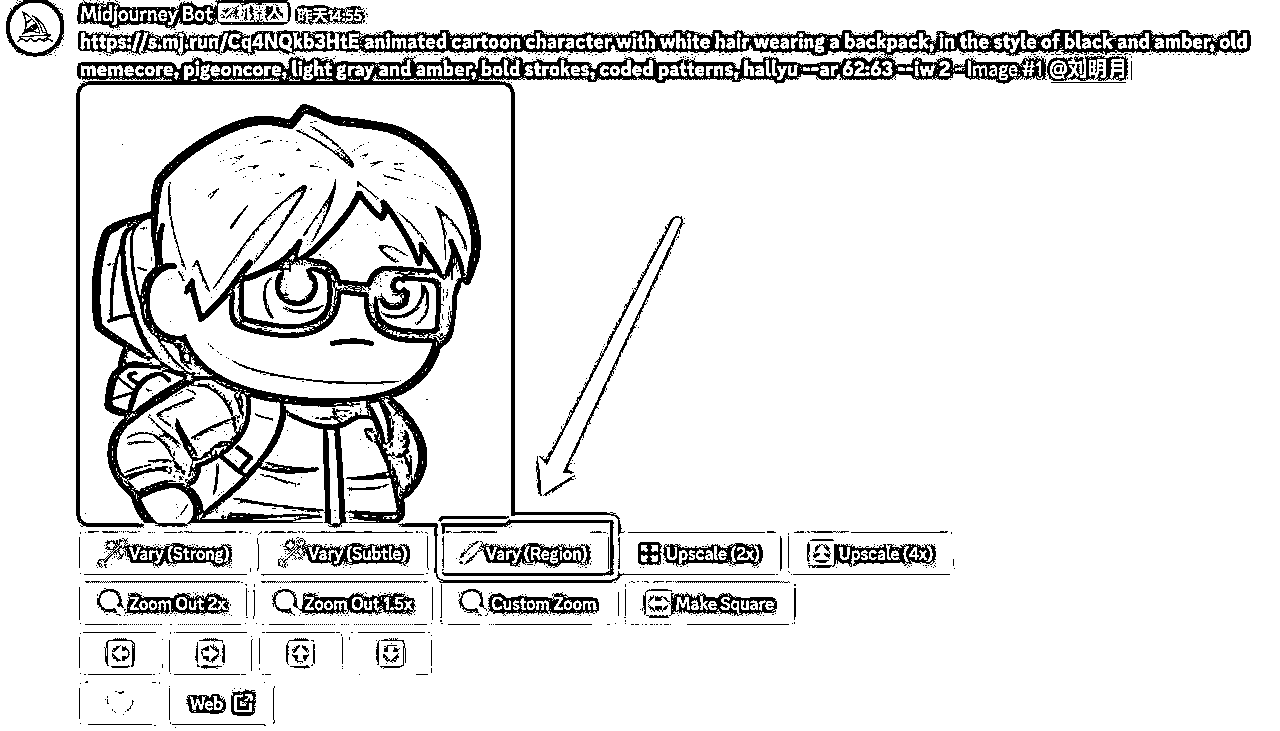 Midjourney Bot 机器人 昨天14:55
https://s.mj.run/Cq4NQkb3HtE animated cartoon character with white hair wearing a backpack, in the style of black and amber, old
memecore, pigeoncore, light gray and amber, bold strokes, coded patterns, hallyu --ar 62:63 --iw 2 - Image #1 @刘明月
Vary (Strong) Vary (Subtle) Vary (Region) Upscale (2x) Upscale (4x)
Zoom Out 2x Zoom Out 1.5x Custom Zoom Make Square
Web